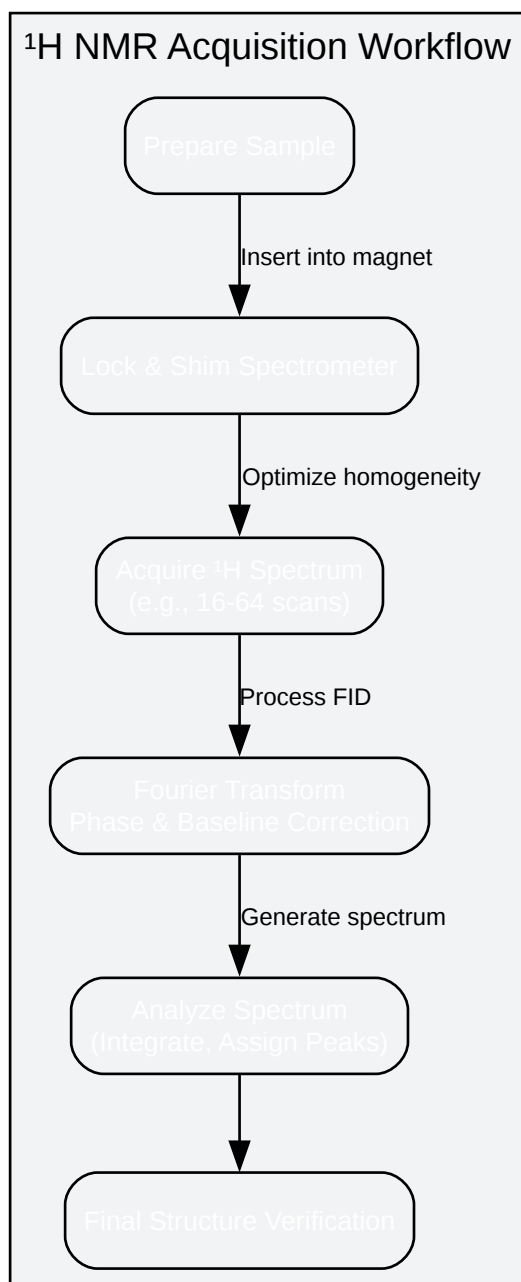 ¹H NMR Acquisition Workflow
Prepare Sample
Insert into magnet
Lock & Shim Spectrometer
Optimize homogeneity
Acquire ¹H Spectrum
(e.g., 16-64 scans)
Process FID
Fourier Transform
Phase & Baseline Correction
Generate spectrum
Analyze Spectrum
(Integrate, Assign Peaks)
Final Structure Verification